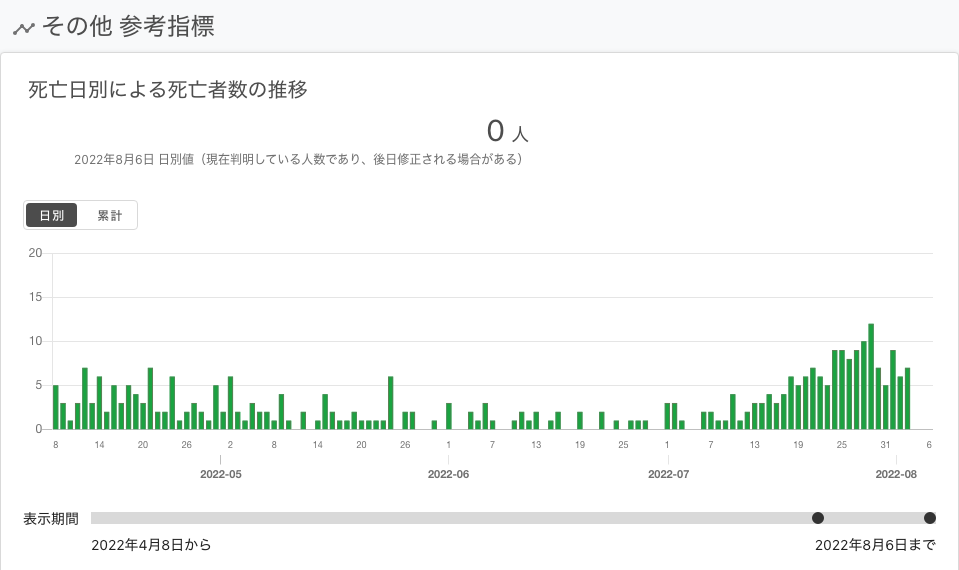 その他 参考指標
死亡日別による死亡者数の推移
0 人
2022年8月6日 日別値（現在判明している人数であり、後日修正される場合がある）
日別 累計
20
15
10
5
0
8 14 20 26 2 8 14 20 26 1 7 13 19 25 1 7 13 19 25 31 6
2022-05 2022-06 2022-07 2022-08
表示期間
2022年4月8日から 2022年8月6日まで